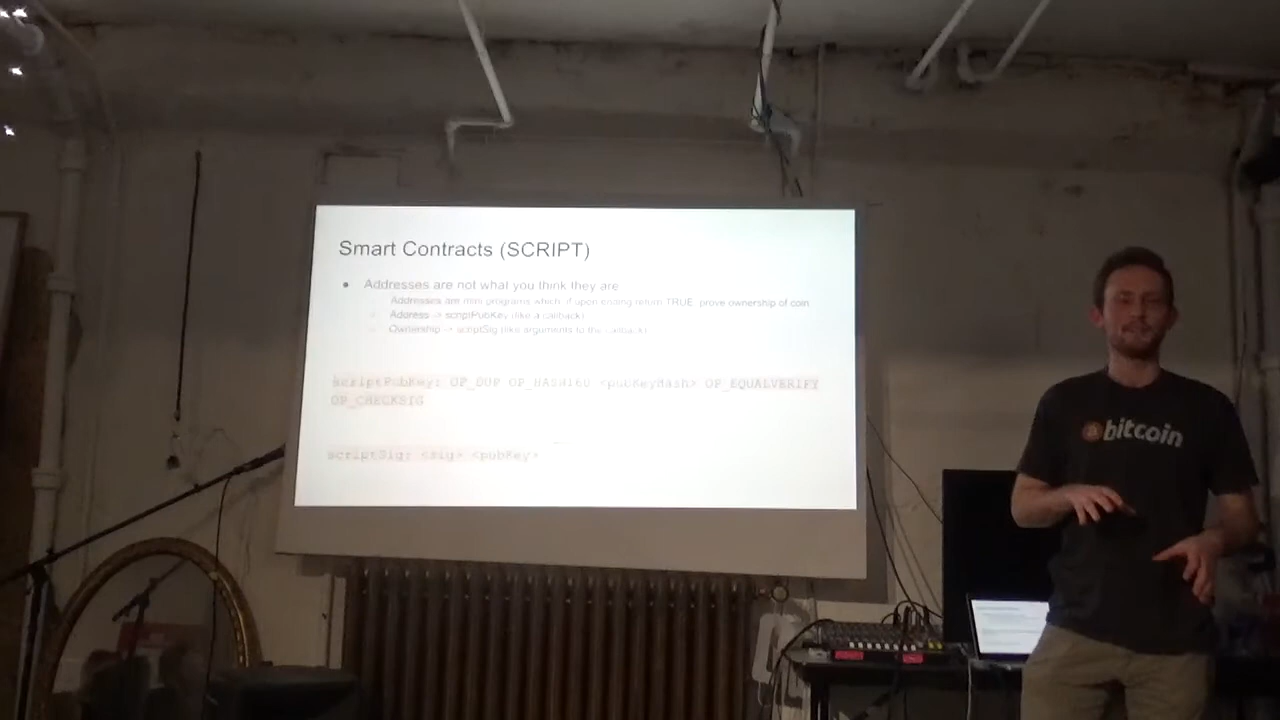 Smart Contracts (SCRIPT)
Addresses are not what you think they are
Addresses are mini programs which, if upon ending return TRUE, prove ownership of coin
Address -> scriptPubKey (like a callback)
Ownership -> scriptSig (like arguments to the callback)
scriptPubKey: OP_DUP OP_HASH160 <pubKeyHash> OP_EQUALVERIFY
OP_CHECKSIG
scriptSig: <sig> <pubKey>
bitcoin